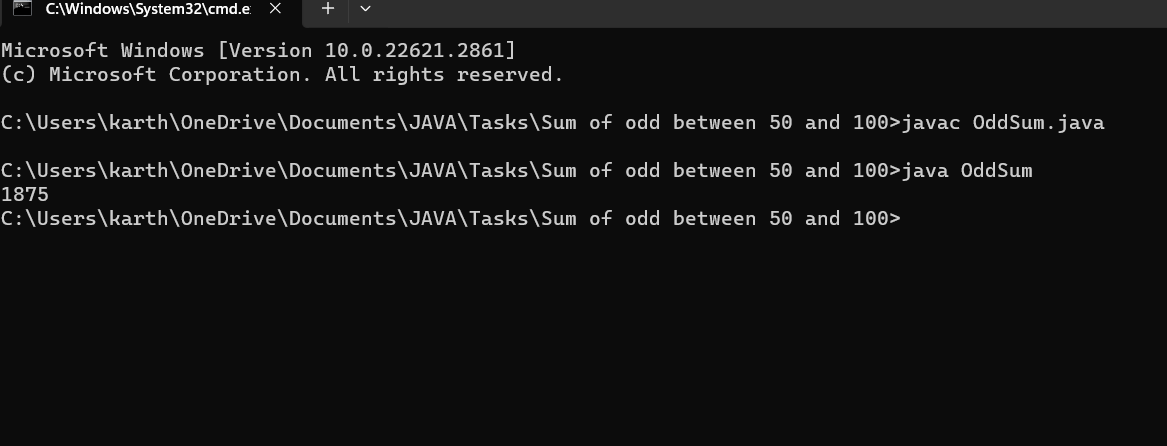 C:\Windows\System32\cmd.e
Microsoft Windows [Version 10.0.22621.2861]
(c) Microsoft Corporation. All rights reserved.
C:\Users\karth\OneDrive\Documents\JAVA\Tasks\Sum of odd between 50 and 100>javac OddSum.java
C:\Users\karth\OneDrive\Documents\JAVA\Tasks\Sum of odd between 50 and 100>java OddSum
1875
C:\Users\karth\OneDrive\Documents\JAVA\Tasks\Sum of odd between 50 and 100>